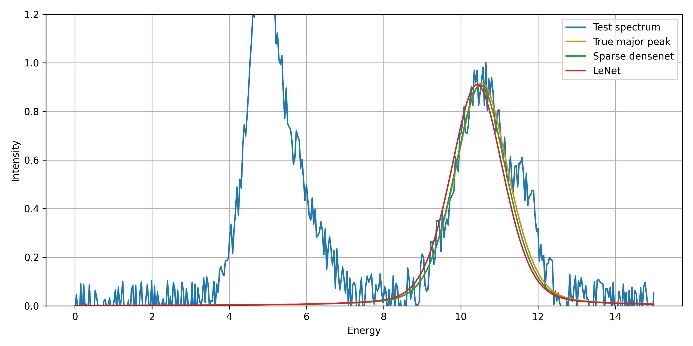 1.2
1.0
0.8
0.6
0.4
0.2
0.0
Intensity
0 2 4 6 8 10 12 14
Energy
Test spectrum
True major peak
Sparse densenet
LeNet